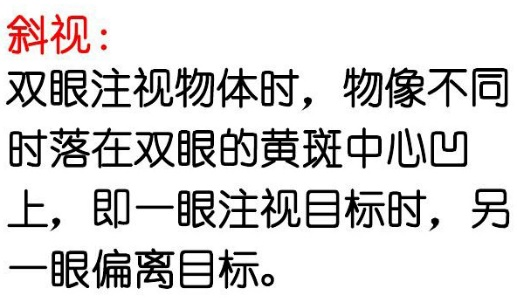 斜视：
双眼注视物体时，物像不同
时落在双眼的黄斑中心凹
上，即一眼注视目标时，另
一眼偏离目标。